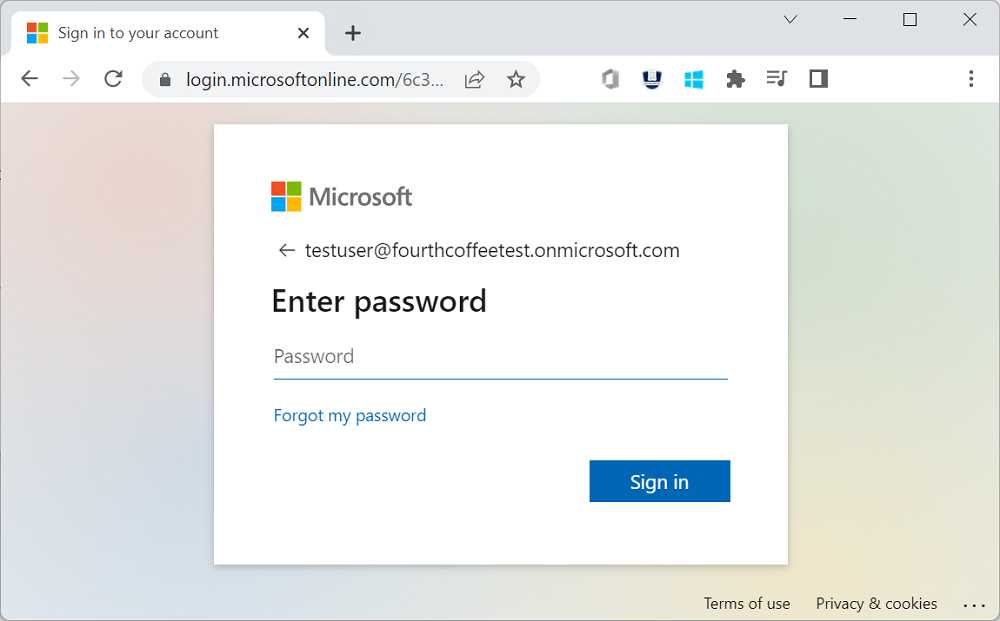 Sign in to your account
login.microsoftonline.com/6c3...
Microsoft
testuser@fourthcoffeetest.onmicrosoft.com
Enter password
Password
Forgot my password
Sign in
Terms of use Privacy & cookies ...